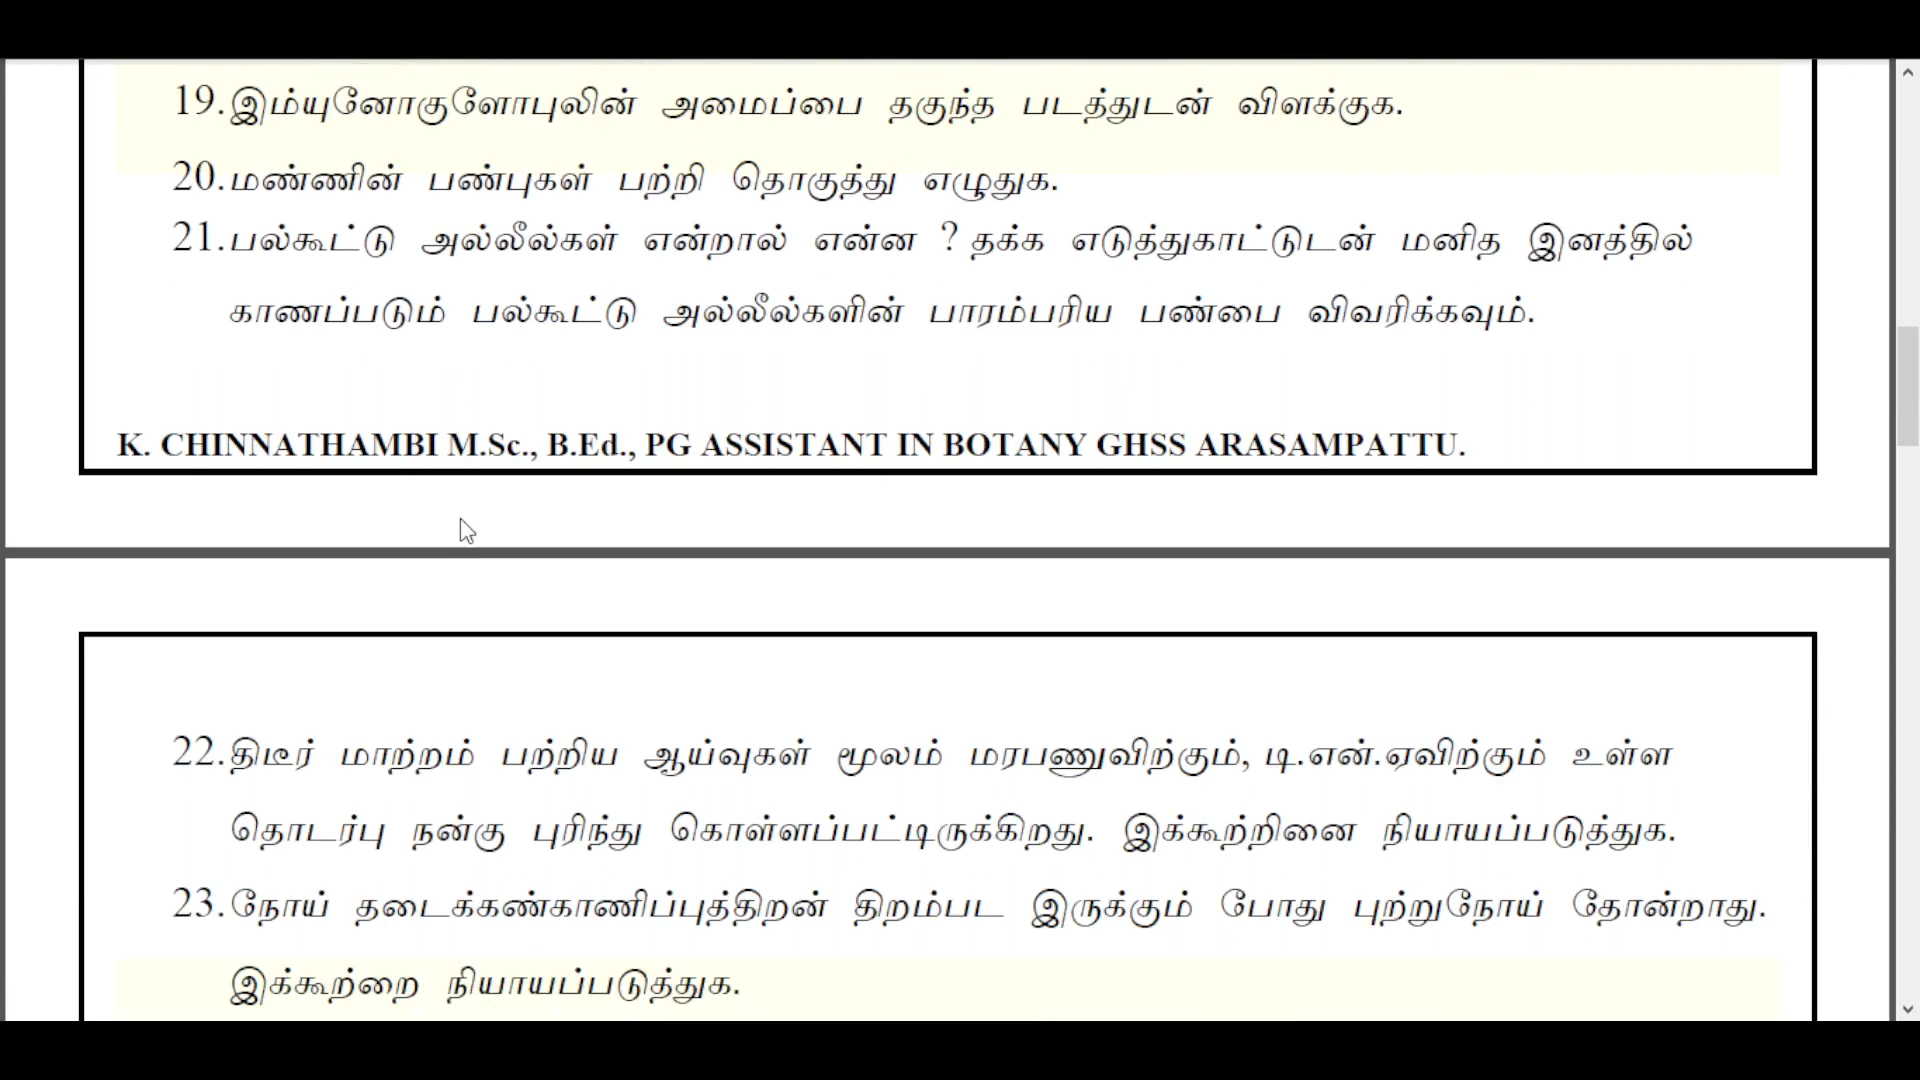 19.இம்யுனோகுளோபுலின் அமைப்பை தகுந்த படத்துடன் விளக்குக.
20.மண்ணின் பண்புகள் பற்றி தொகுத்து எழுதுக.
21.பல்கூட்டு அல்லீல்கள் என்றால் என்ன ? தக்க எடுத்துகாட்டுடன் மனித இனத்தில்
காணப்படும் பல்கூட்டு அல்லீல்களின் பாரம்பரிய பண்பை விவரிக்கவும்.
K. CHINNATHAMBI M.Sc., B.Ed., PG ASSISTANT IN BOTANY GHSS ARASAMPATTU.
22.திடீர் மாற்றம் பற்றிய ஆய்வுகள் மூலம் மரபணுவிற்கும், டி.என்.ஏவிற்கும் உள்ள
தொடர்பு நன்கு புரிந்து கொள்ளப்பட்டிருக்கிறது. இக்கூற்றினை நியாயப்படுத்துக.
23.நோய் தடைக்கண்காணிப்புத்திறன் திறம்பட இருக்கும் போது புற்றுநோய் தோன்றாது.
இக்கூற்றை நியாயப்படுத்துக.